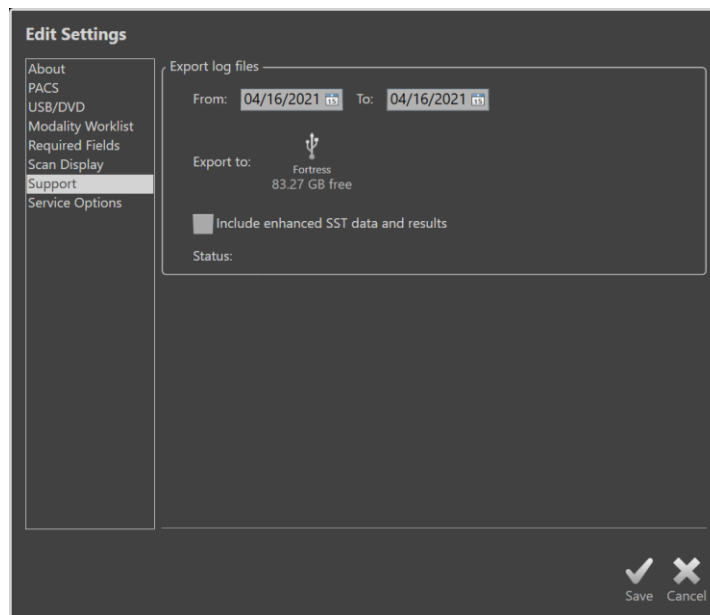 Edit Settings
About
PACS
USB/DVD
Modality Worklist
Required Fields
Scan Display
Support
Service Options
Export log files
From: 04/16/2021 15 To: 04/16/2021 15
Export to:
Fortress
83.27 GB free
Include enhanced SST data and results
Status:
Save Cancel